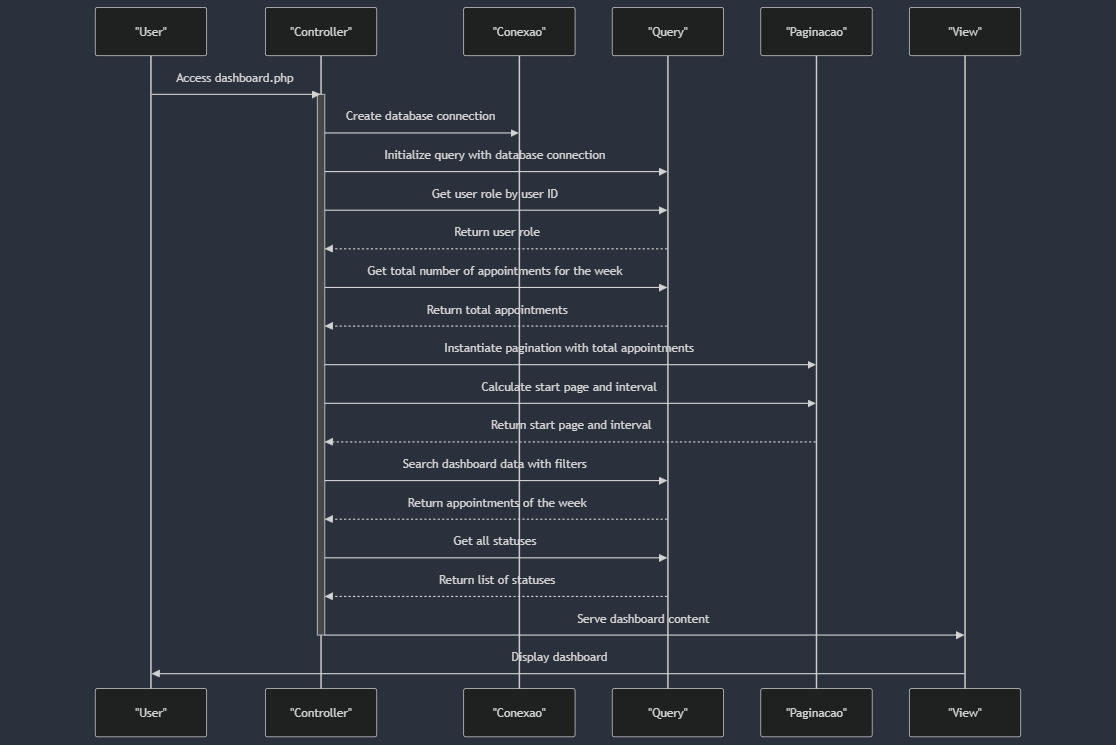 "User" "Controller" "Conexao" "Query" "Paginacao" "View"
Access dashboard.php
Create database connection
Initialize query with database connection
Get user role by user ID
Return user role
Get total number of appointments for the week
Return total appointments
Instantiate pagination with total appointments
Calculate start page and interval
Return start page and interval
Search dashboard data with filters
Return appointments of the week
Get all statuses
Return list of statuses
Serve dashboard content
Display dashboard
"User" "Controller" "Conexao" "Query" "Paginacao" "View"